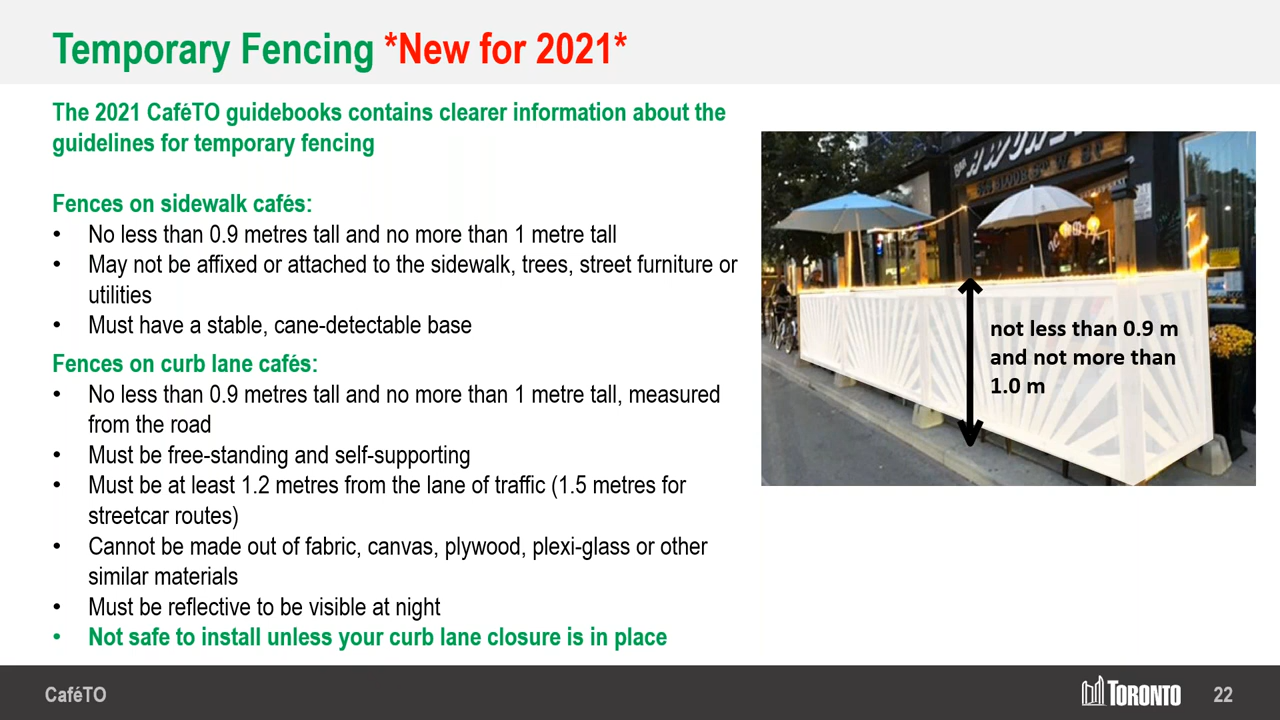 Temporary Fencing *New for 2021*
The 2021 CaféTO guidebooks contains clearer information about the
guidelines for temporary fencing
Fences on sidewalk cafés:
• No less than 0.9 metres tall and no more than 1 metre tall
• May not be affixed or attached to the sidewalk, trees, street furniture or
utilities
• Must have a stable, cane-detectable base
Fences on curb lane cafés:
• No less than 0.9 metres tall and no more than 1 metre tall, measured
from the road
• Must be free-standing and self-supporting
• Must be at least 1.2 metres from the lane of traffic (1.5 metres for
streetcar routes)
• Cannot be made out of fabric, canvas, plywood, plexi-glass or other
similar materials
• Must be reflective to be visible at night
• Not safe to install unless your curb lane closure is in place
BAR
not less than 0.9 m
and not more than
1.0 m
CaféTO
TORONTO
22